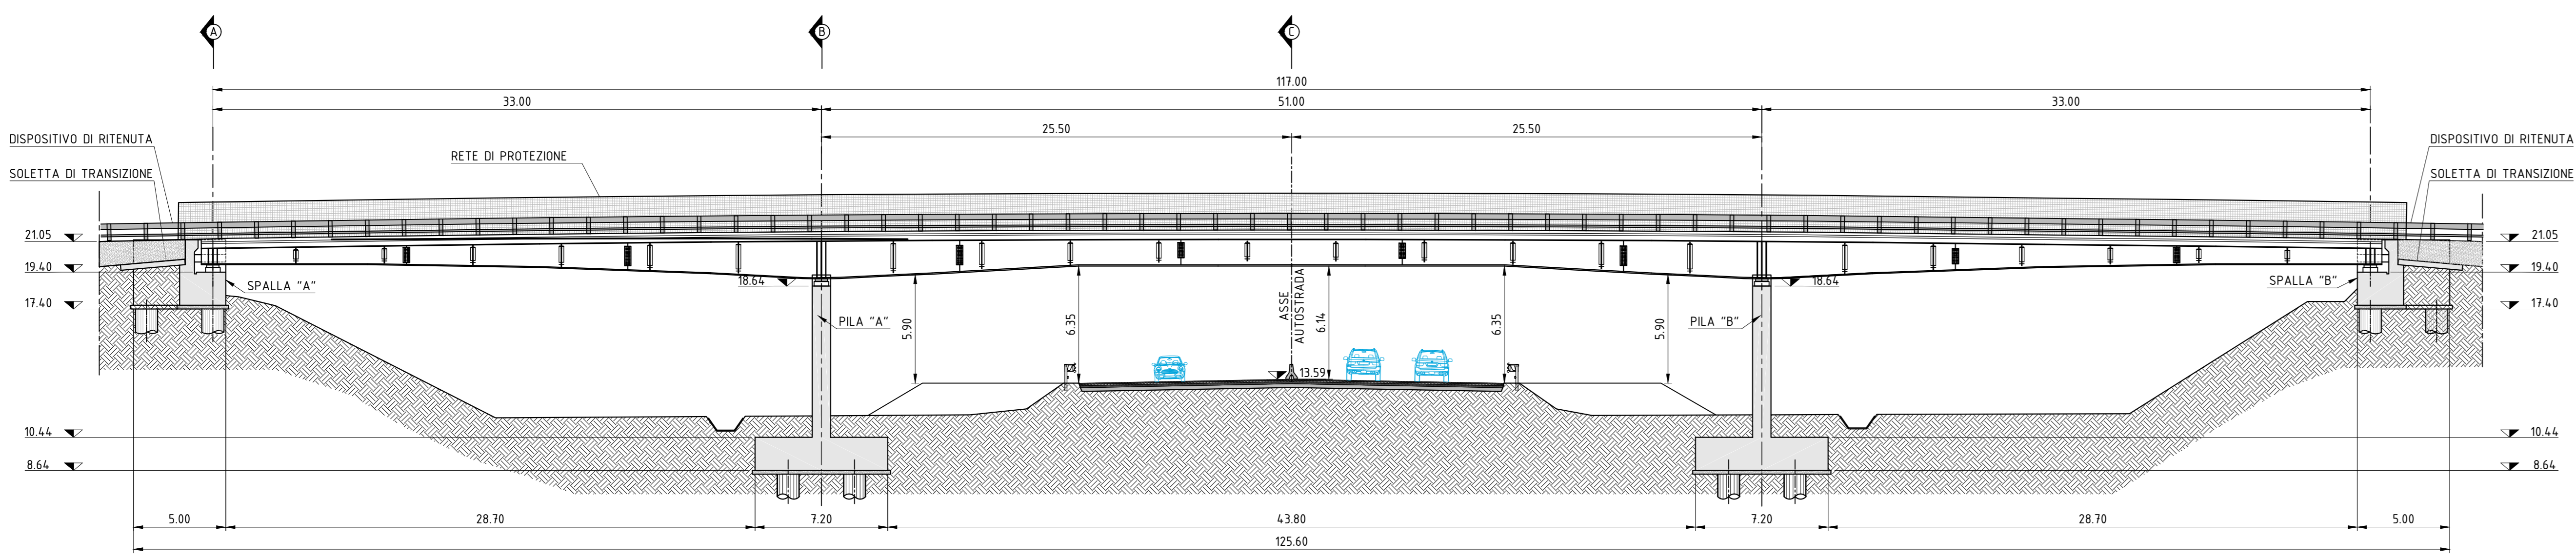 A
B
C
117.00
33.00
51.00
33.00
25.50
25.50
DISPOSITIVO DI RITENUTA
DISPOSITIVO DI RITENUTA
RETE DI PROTEZIONE
SOLETTA DI TRANSIZIONE
SOLETTA DI TRANSIZIONE
21.05
21.05
19.40
19.40
SPALLA "A"
18.64
18.64
SPALLA "B"
17.40
17.40
PILA "A"
5.90
6.35
ASSE
AUTOSTRADA
6.14
6.35
5.90
PILA "B"
13.59
10.44
10.44
8.64
8.64
5.00
28.70
7.20
43.80
7.20
28.70
5.00
125.60